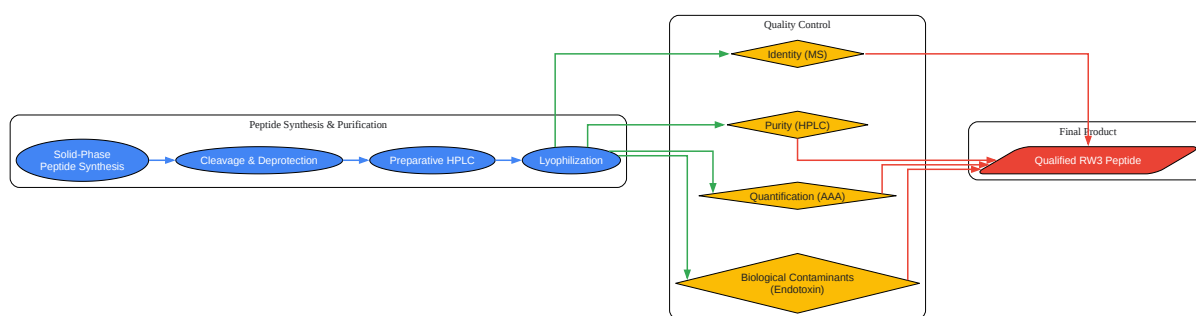 Peptide Synthesis & Purification
Solid-Phase
Peptide Synthesis
Cleavage & Deprotection
Preparative HPLC
Lyophilization
Quality Control
Identity (MS)
Purity (HPLC)
Quantification (AAA)
Biological Contaminants
(Endotoxin)
Final Product
Qualified RW3 Peptide